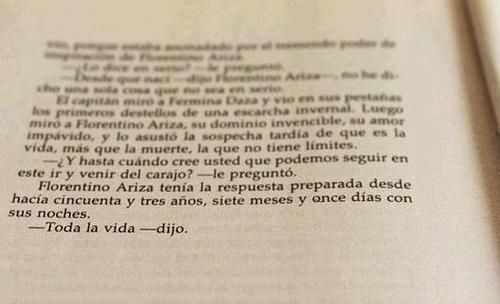 vio, porque estaba anonadado por el tremendo poder de
inspiración de Florentino Ariza.
—¿Lo dice en serio? —le preguntó.
—Desde que nací —dijo Florentino Ariza—, no he di-
cho una sola cosa que no sea en serio.
El capitán miró a Fermina Daza y vio en sus pestañas
los primeros destellos de una escarcha invernal. Luego
miró a Florentino Ariza, su dominio invencible, su amor
impávido, y lo asustó la sospecha tardía de que es la
vida, más que la muerte, la que no tiene límites.
—¿Y hasta cuándo cree usted que podemos seguir en
este ir y venir del carajo? —le preguntó.
Florentino Ariza tenía la respuesta preparada desde
hacía cincuenta y tres años, siete meses y once días con
sus noches.
—Toda la vida —dijo.